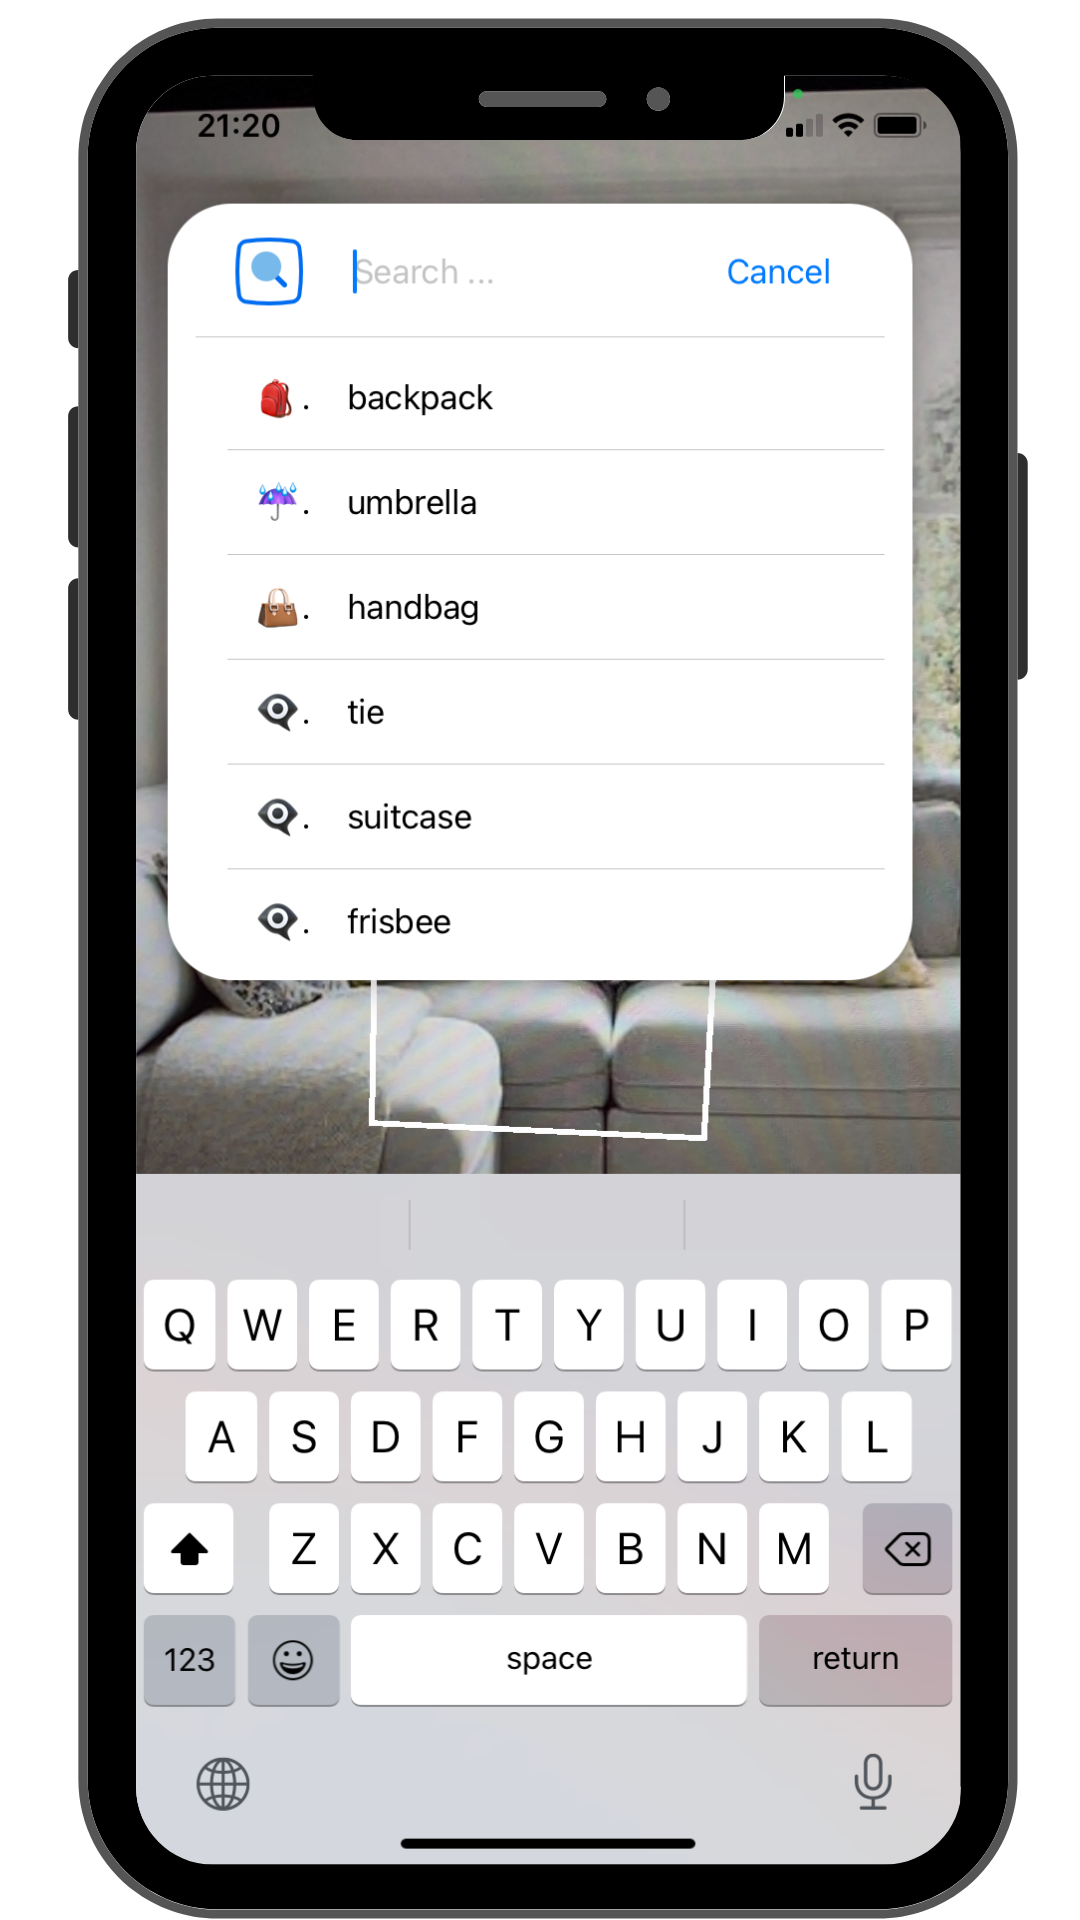 21:20
Search ...
Cancel
. backpack
. umbrella
. handbag
. tie
. suitcase
. frisbee
Q W E R T Y U I O P
A S D F G H J K L
Z X C V B N M
123 space return